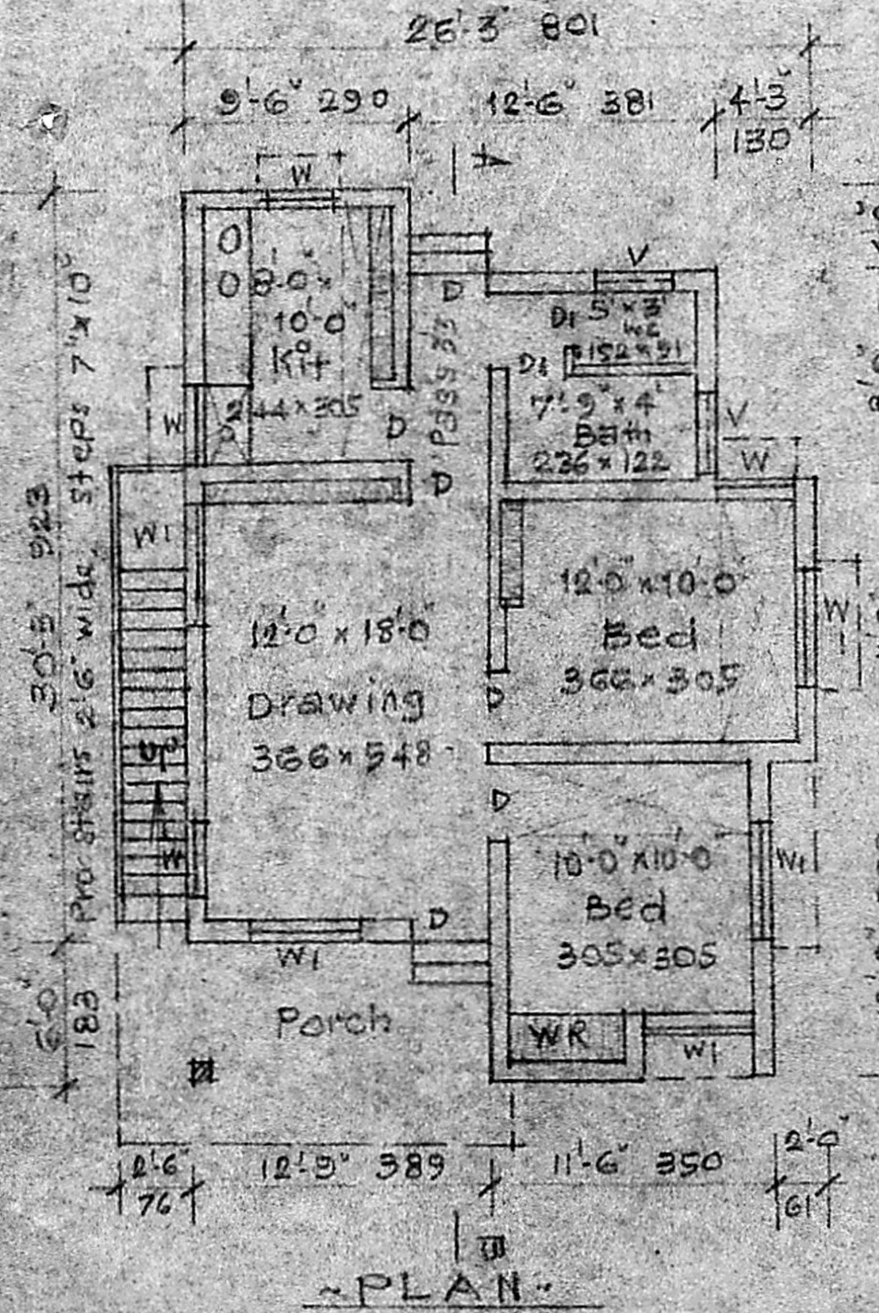 26'-3" 801
9'-6" 290
12'-6" 381
4'-3"
130
W
V
D
8'-0" x
10'-0"
Kit
244 x 305
D1 5' x 3'
WC
152 x 91
D1
7'-9" x 4'
Bath
236 x 122
V
W
W
D
D
Pass
W1
12'-0" x 18'-0"
Drawing
366 x 548
12'-0" x 10'-0"
Bed
366 x 305
W1
D
D
10'-0" x 10'-0"
Bed
305 x 305
W1
W
D
W1
Porch
WR
W1
30'-3" 923
Pro stairs 2'-6" wide, steps 7" x 10"
6'-0"
183
2'-6"
76
12'-9" 389
11'-6" 350
2'-0"
61
PLAN